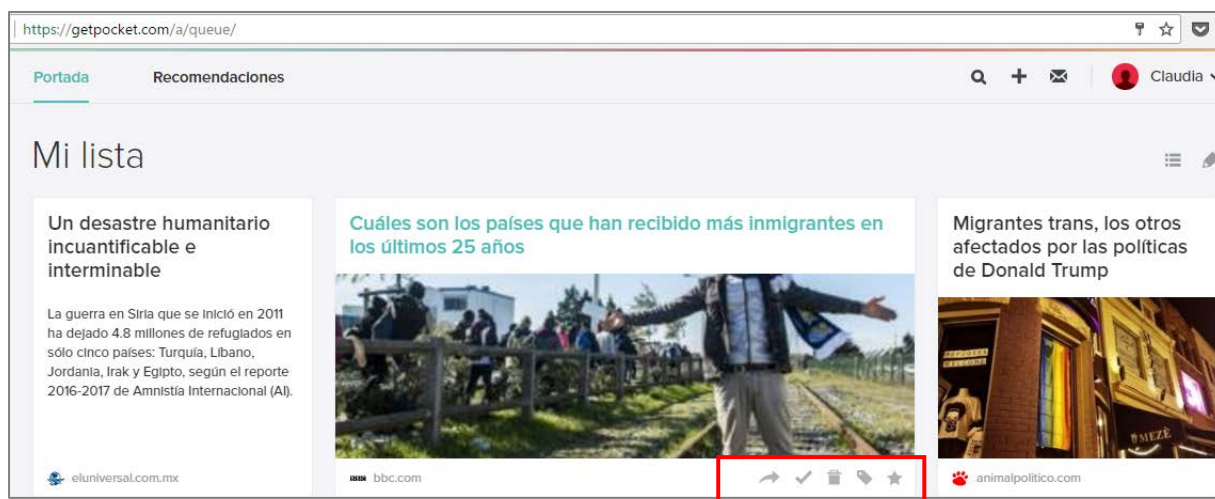 https://getpocket.com/a/queue/
Portada Recomendaciones Claudia
Mi lista
Un desastre humanitario
incuantificable e
interminable
La guerra en Siria que se inició en 2011
ha dejado 4.8 millones de refugiados en
sólo cinco países: Turquía, Líbano,
Jordania, Irak y Egipto, según el reporte
2016-2017 de Amnistía Internacional (AI).
eluniversal.com.mx
Cuáles son los países que han recibido más inmigrantes en
los últimos 25 años
BBC bbc.com
Migrantes trans, los otros
afectados por las políticas
de Donald Trump
MEZÈ
animalpolitico.com